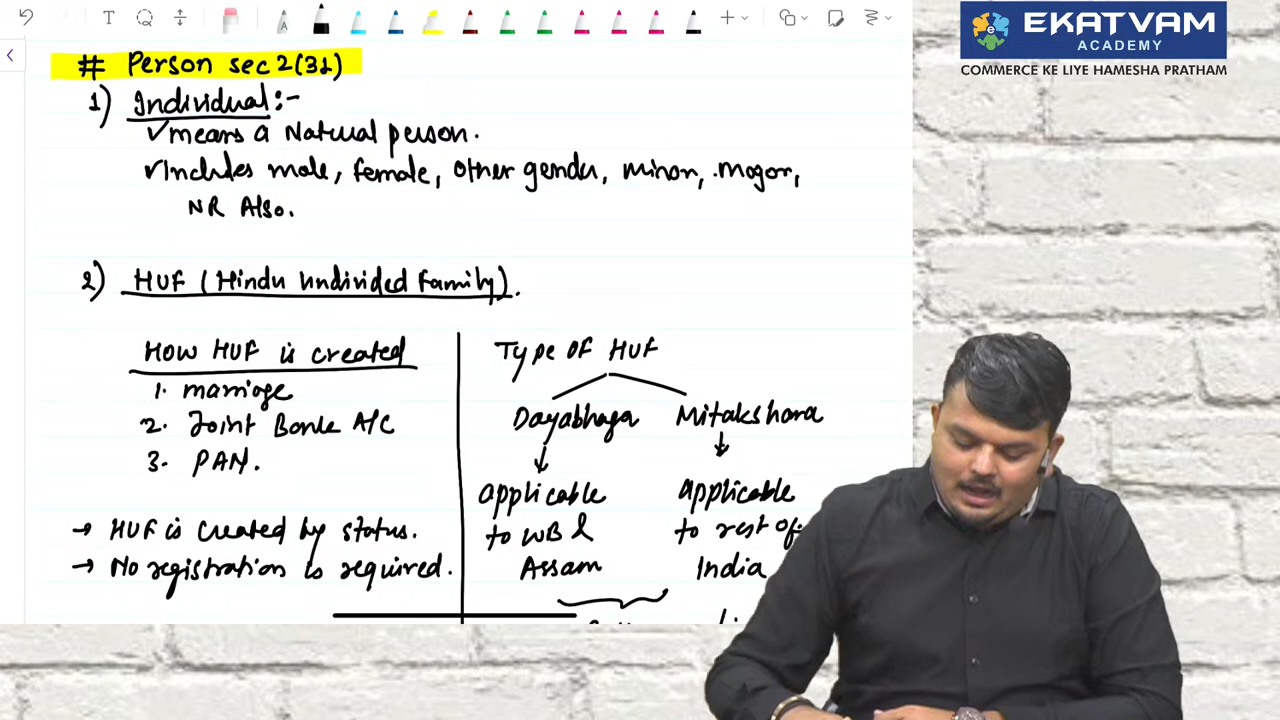 EKATVAM
ACADEMY
COMMERCE KE LIYE HAMESHA PRATHAM
# Person sec 2(31)
1) Individual:-
✓means a Natural person.
✓Includes male, female, other gender, minor, major,
NR Also.
2) HUF (Hindu Undivided Family).
How HUF is created
1. marriage
2. Joint Bank A/C
3. PAN.
→ HUF is created by status.
→ No registration is required.
Type of HUF
Dayabhaga Mitakshara
applicable
to WB &
Assam
applicable
to rest of
India